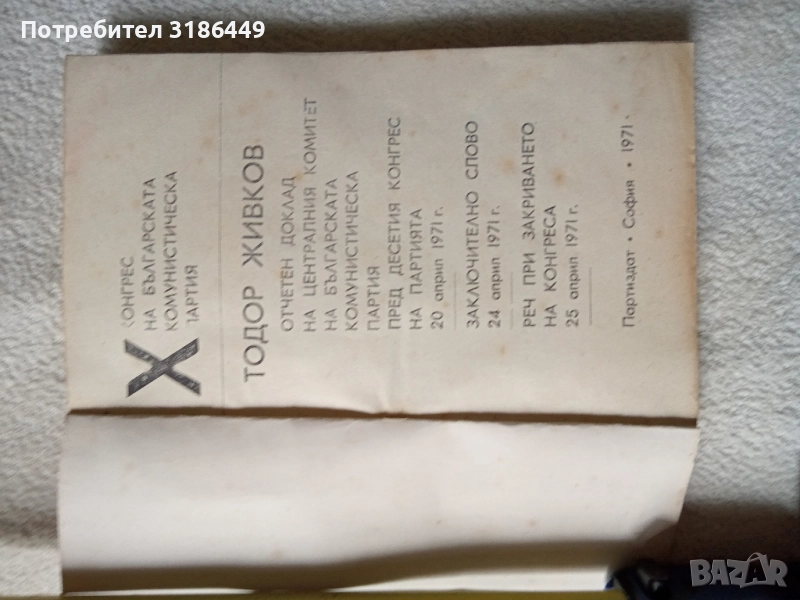 Потребител 3186449
X КОНГРЕС
НА БЪЛГАРСКАТА
КОМУНИСТИЧЕСКА
ПАРТИЯ
ТОДОР ЖИВКОВ
ОТЧЕТЕН ДОКЛАД
НА ЦЕНТРАЛНИЯ КОМИТЕТ
НА БЪЛГАРСКАТА
КОМУНИСТИЧЕСКА
ПАРТИЯ
ПРЕД ДЕСЕТИЯ КОНГРЕС
НА ПАРТИЯТА
20 април 1971 г.
ЗАКЛЮЧИТЕЛНО СЛОВО
24 април 1971 г.
РЕЧ ПРИ ЗАКРИВАНЕТО
НА КОНГРЕСА
25 април 1971 г.
Партиздат • София • 1971
BAZAR